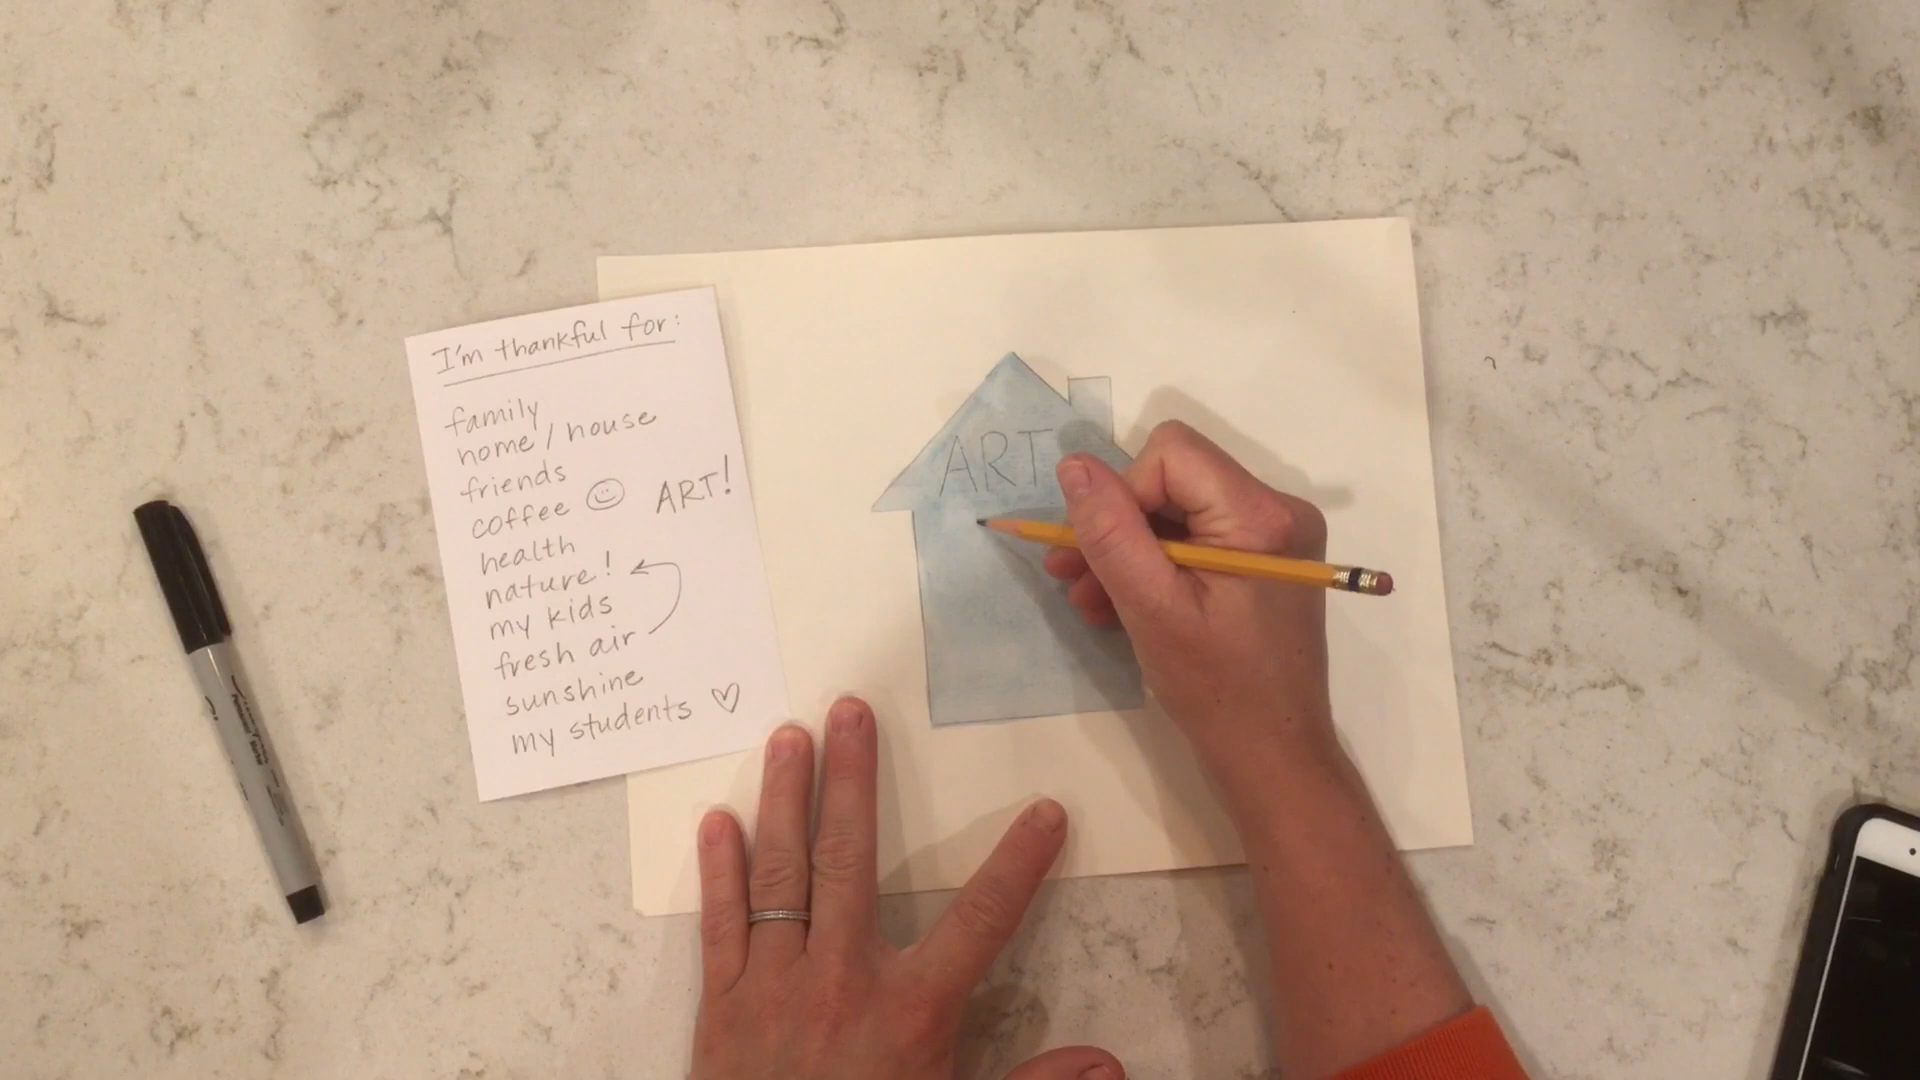 I'm thankful for:
family
home / house
friends
coffee ☺
ART!
health
nature!
my kids
fresh air
sunshine
my students ♡
ART